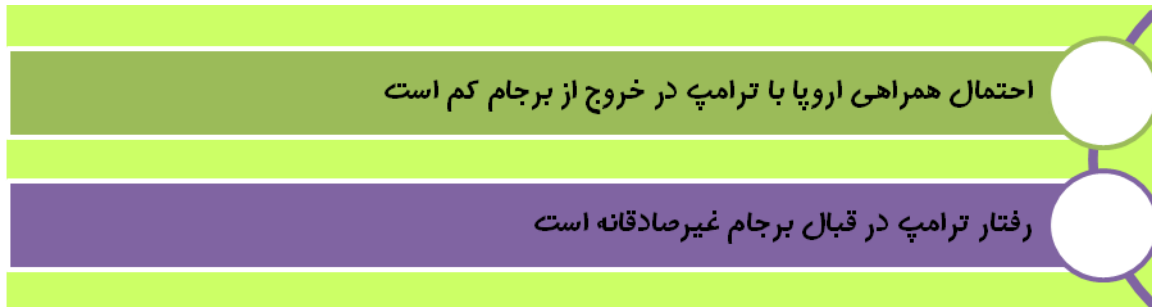 احتمال همراهی اروپا با ترامپ در خروج از برجام کم است
رفتار ترامپ در قبال برجام غیرصادقانه است